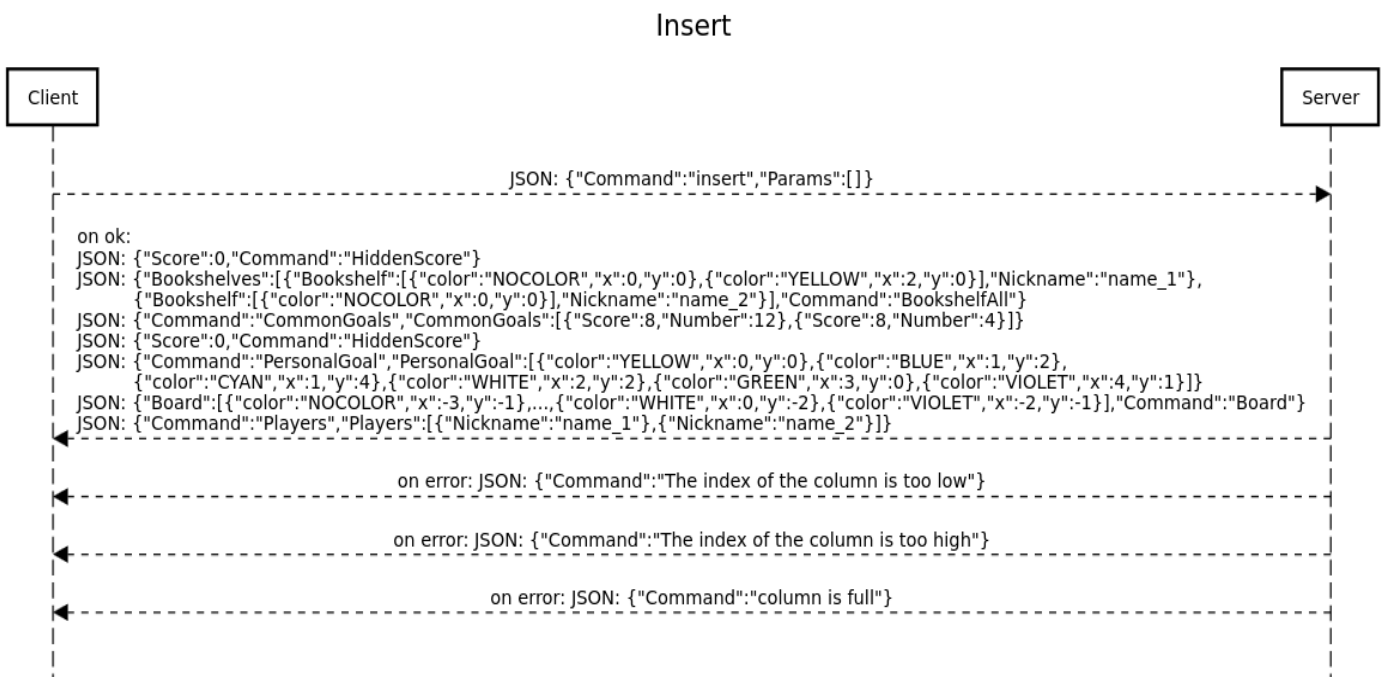 Insert
Client
Server
JSON: {"Command":"insert","Params":[]}
on ok:
JSON: {"Score":0,"Command":"HiddenScore"}
JSON: {"Bookshelves":[{"Bookshelf":[{"color":"NOCOLOR","x":0,"y":0},{"color":"YELLOW","x":2,"y":0}],"Nickname":"name_1"},
{"Bookshelf":[{"color":"NOCOLOR","x":0,"y":0}],"Nickname":"name_2"}],"Command":"BookshelfAll"}
JSON: {"Command":"CommonGoals","CommonGoals":[{"Score":8,"Number":12},{"Score":8,"Number":4}]}
JSON: {"Score":0,"Command":"HiddenScore"}
JSON: {"Command":"PersonalGoal","PersonalGoal":[{"color":"YELLOW","x":0,"y":0},{"color":"BLUE","x":1,"y":2},
{"color":"CYAN","x":1,"y":4},{"color":"WHITE","x":2,"y":2},{"color":"GREEN","x":3,"y":0},{"color":"VIOLET","x":4,"y":1}]}
JSON: {"Board":[{"color":"NOCOLOR","x":-3,"y":-1},...,{"color":"WHITE","x":0,"y":-2},{"color":"VIOLET","x":-2,"y":-1}],"Command":"Board"}
JSON: {"Command":"Players","Players":[{"Nickname":"name_1"},{"Nickname":"name_2"}]}
on error: JSON: {"Command":"The index of the column is too low"}
on error: JSON: {"Command":"The index of the column is too high"}
on error: JSON: {"Command":"column is full"}